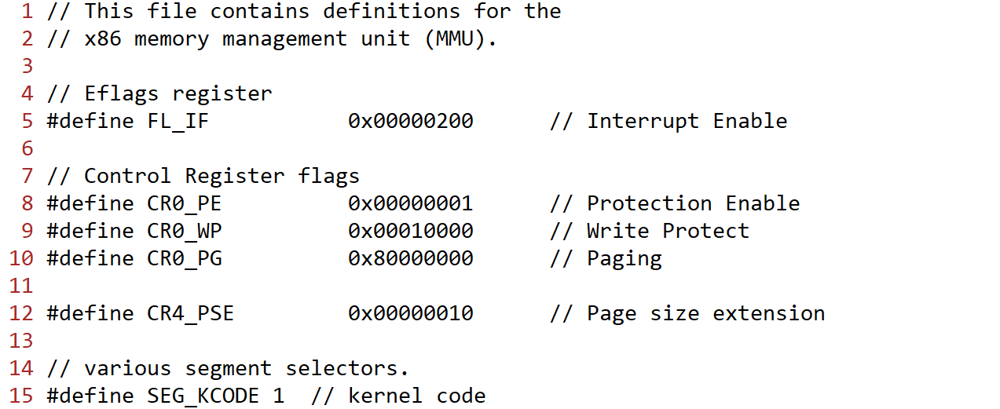 1 // This file contains definitions for the
2 // x86 memory management unit (MMU).
3
4 // Eflags register
5 #define FL_IF           0x00000200      // Interrupt Enable
6
7 // Control Register flags
8 #define CR0_PE          0x00000001      // Protection Enable
9 #define CR0_WP          0x00010000      // Write Protect
10 #define CR0_PG          0x80000000      // Paging
11
12 #define CR4_PSE         0x00000010      // Page size extension
13
14 // various segment selectors.
15 #define SEG_KCODE 1  // kernel code